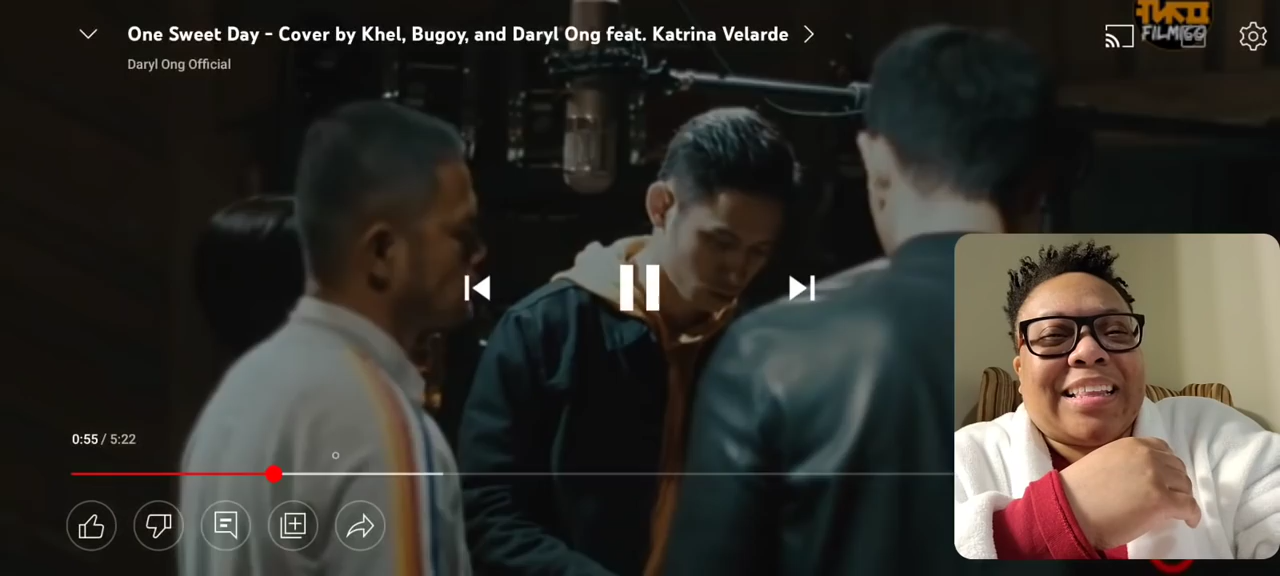 One Sweet Day - Cover by Khel, Bugoy, and Daryl Ong feat. Katrina Velarde
Daryl Ong Official
FILMIGO
0:55 / 5:22